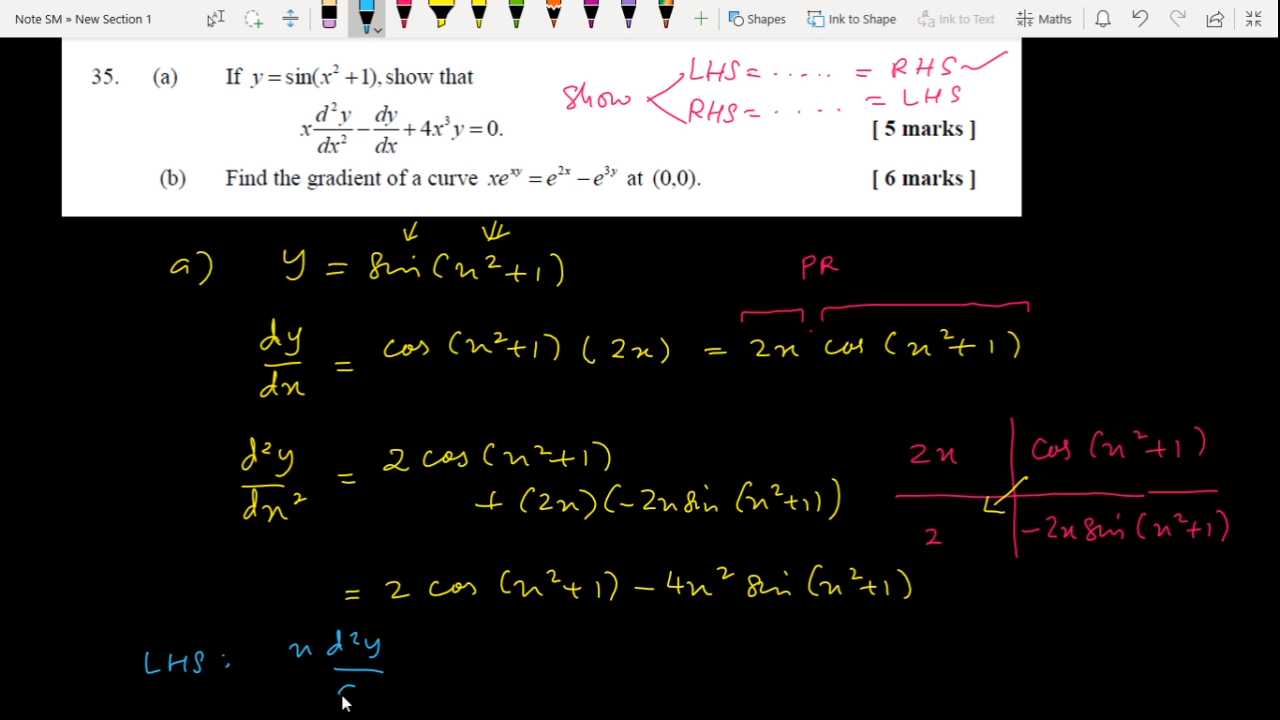 Note SM » New Section 1
Shapes
Ink to Shape
Ink to Text
Maths
35. (a) If y = sin(x² +1), show that
x d²y/dx² − dy/dx + 4x³y = 0.
[ 5 marks ]
(b) Find the gradient of a curve xe^xy = e^2x − e^3y at (0,0). [ 6 marks ]
Show
LHS = ..... = RHS ✓
RHS = ..... = LHS
a) y = sin(x²+1)
PR
dy/dx = cos(x²+1)(2x) = 2x · cos(x²+1)
d²y/dx² = 2cos(x²+1)
+ (2x)(-2x sin(x²+1))
2x | cos(x²+1)
2 | -2x sin(x²+1)
= 2 cos(x²+1) - 4x² sin(x²+1)
LHS : x d²y